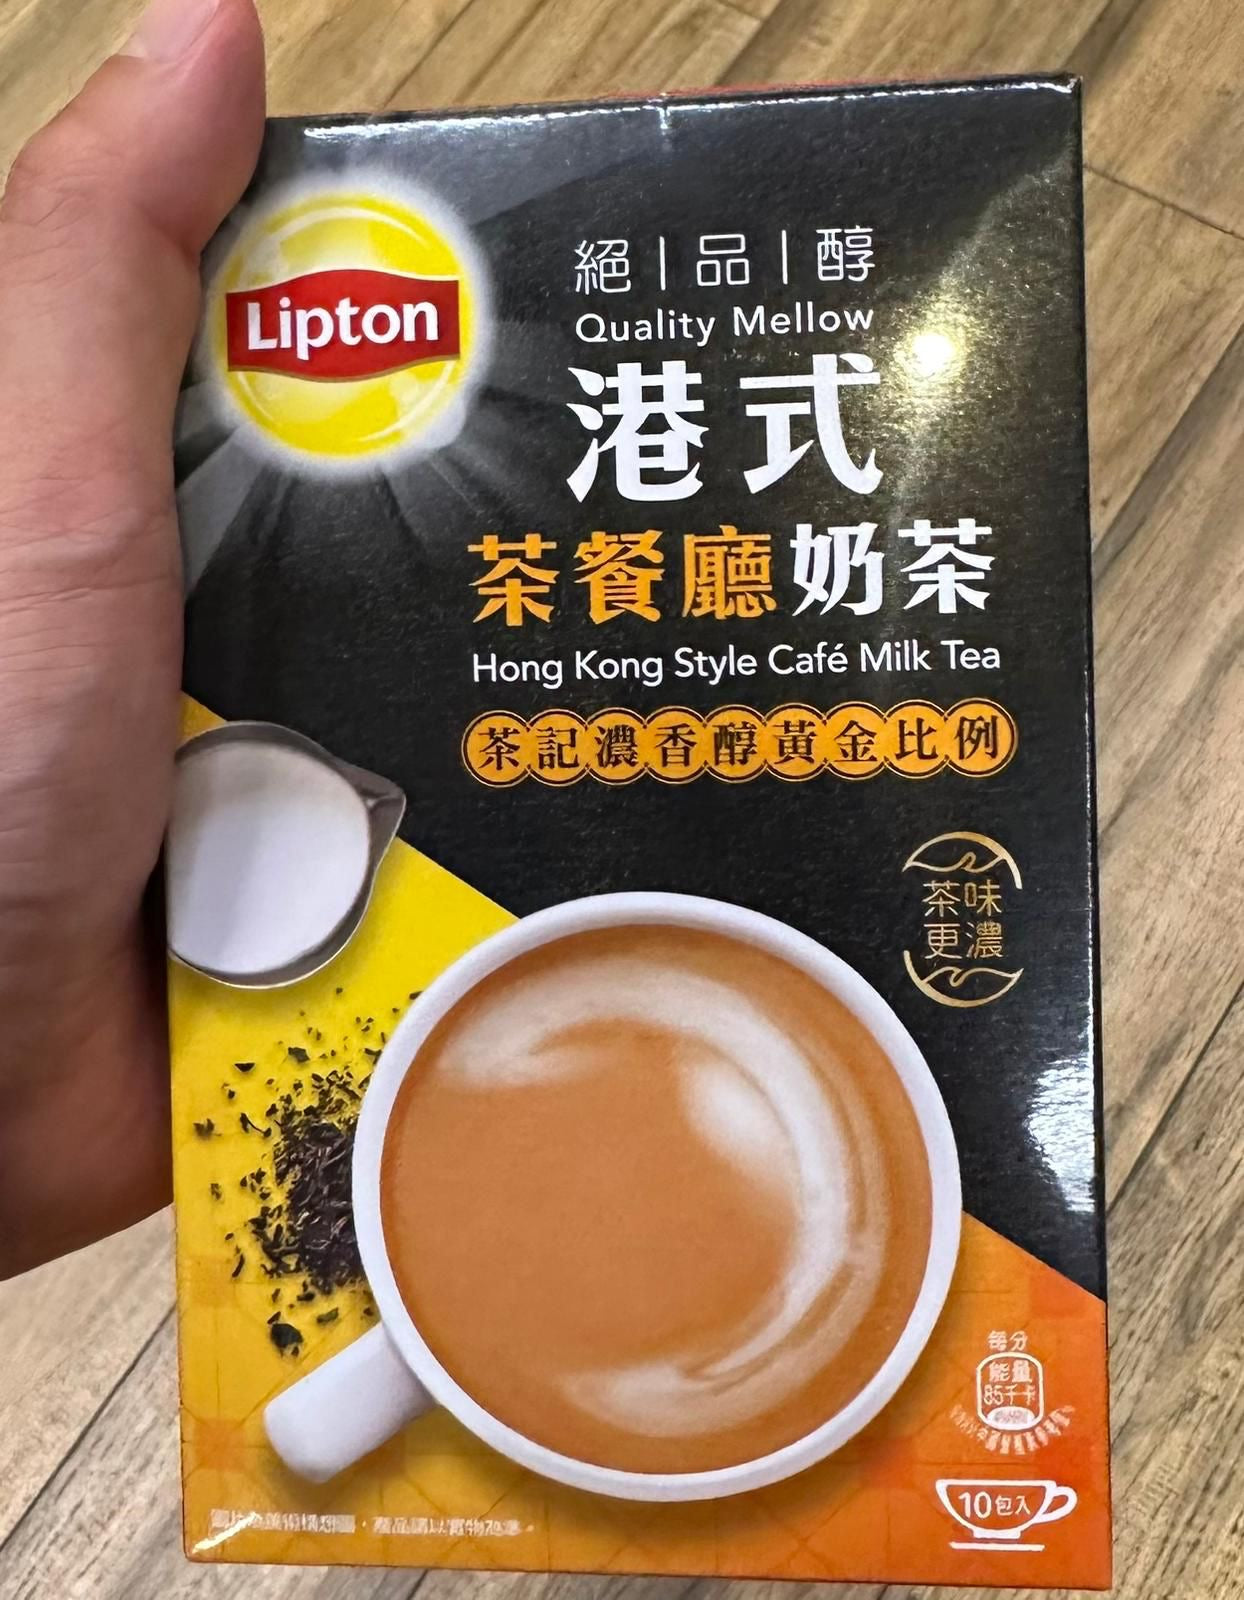 Lipton
絕|品|醇
Quality Mellow
港式
茶餐廳奶茶
Hong Kong Style Café Milk Tea
茶記濃香醇黃金比例
茶味
更濃
每份
能量
85千卡
10包入